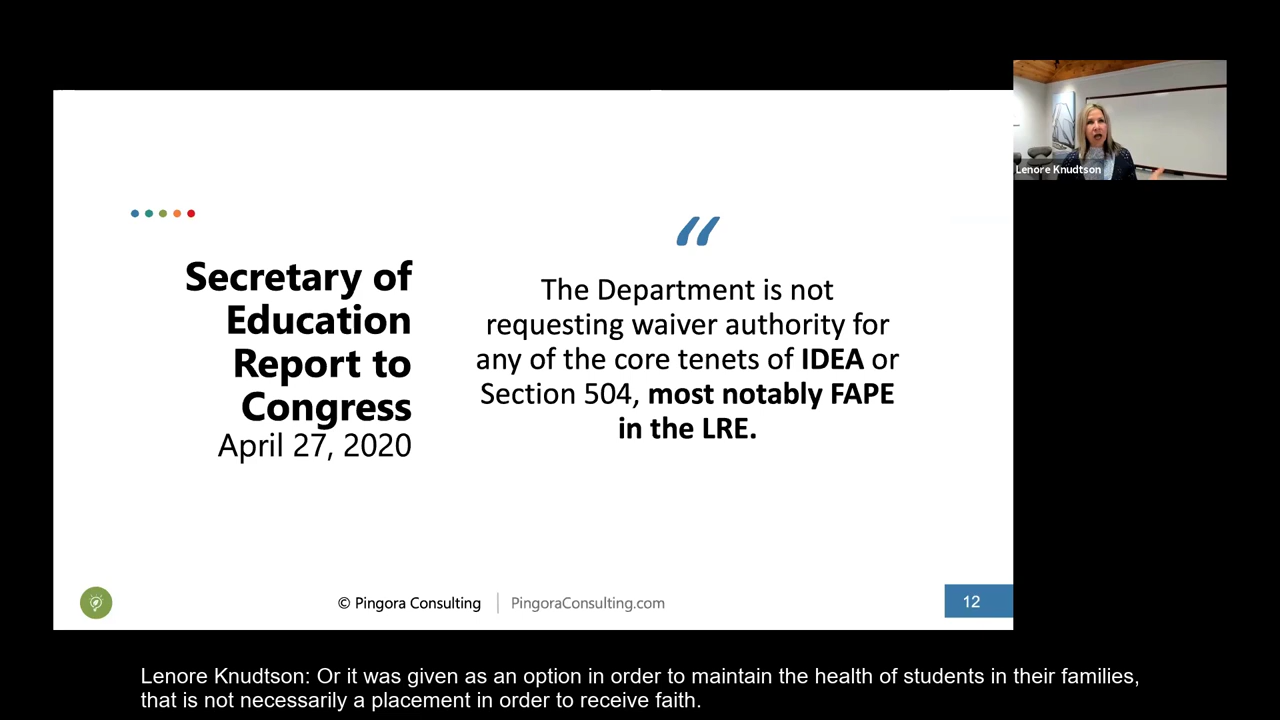 Lenore Knudtson
“
Secretary of
Education
Report to
Congress
April 27, 2020
The Department is not
requesting waiver authority for
any of the core tenets of IDEA or
Section 504, most notably FAPE
in the LRE.
© Pingora Consulting
PingoraConsulting.com
12
Lenore Knudtson: Or it was given as an option in order to maintain the health of students in their families,
that is not necessarily a placement in order to receive faith.